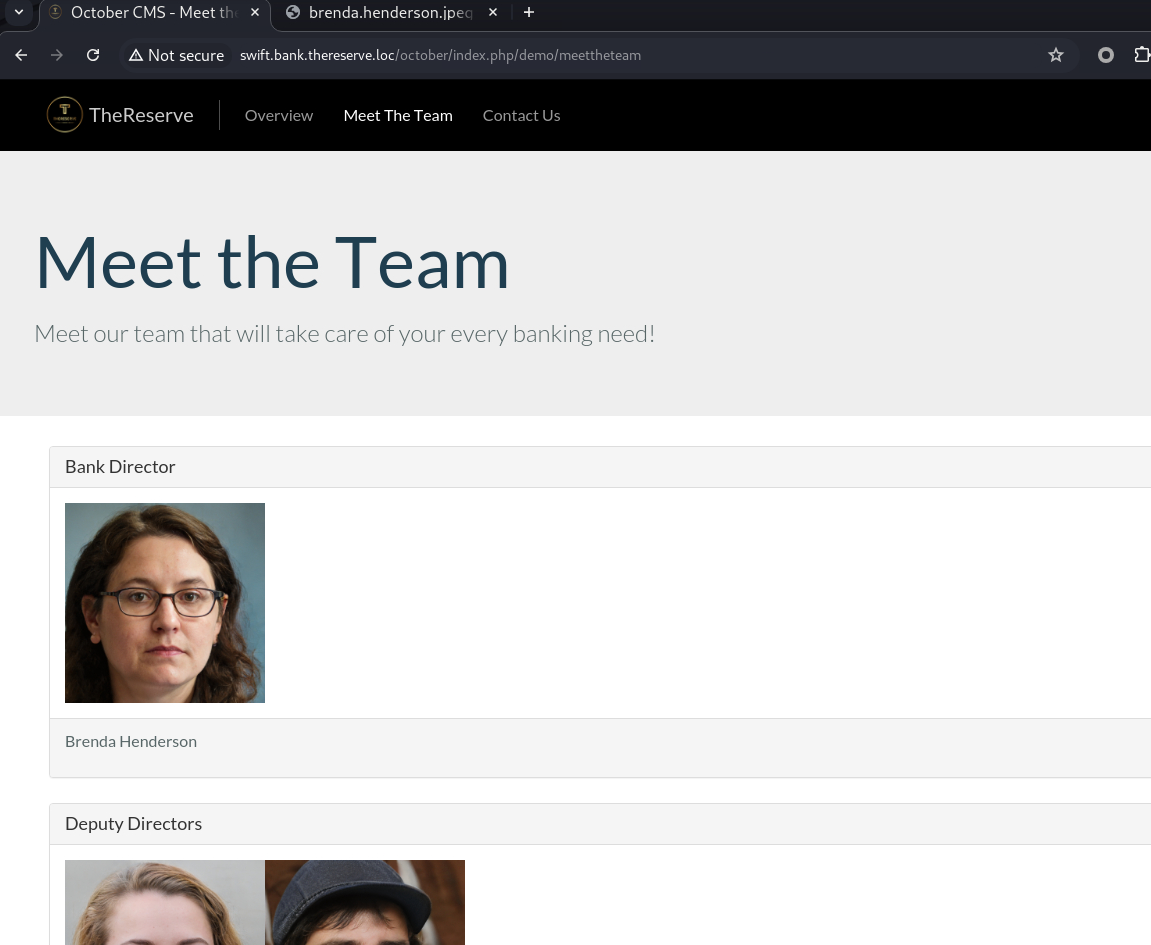 October CMS - Meet the
brenda.henderson.jpeg
Not secure
swift.bank.thereserve.loc/october/index.php/demo/meettheteam
TheReserve
Overview
Meet The Team
Contact Us
Meet the Team
Meet our team that will take care of your every banking need!
Bank Director
Brenda Henderson
Deputy Directors